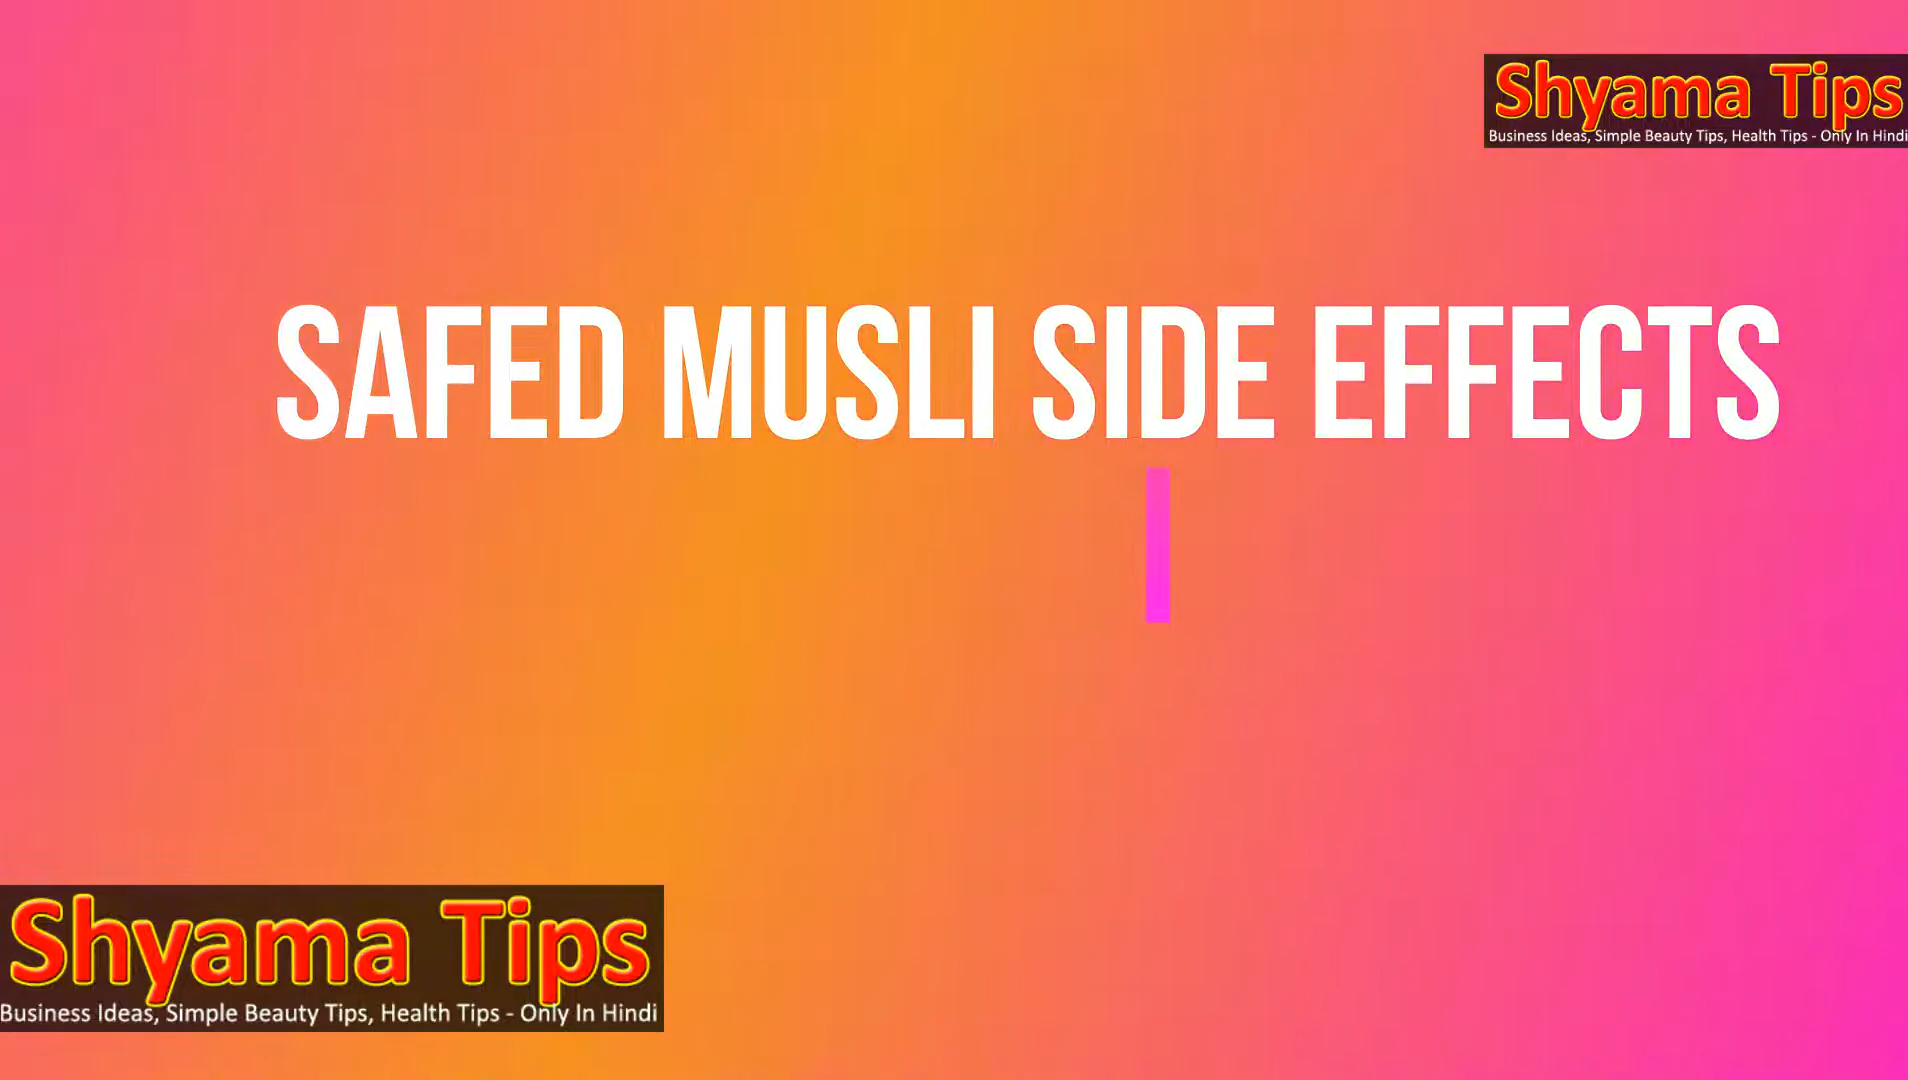 Shyama Tips
Business Ideas, Simple Beauty Tips, Health Tips - Only In Hindi
SAFED MUSLI SIDE EFFECTS
Shyama Tips
Business Ideas, Simple Beauty Tips, Health Tips - Only In Hindi